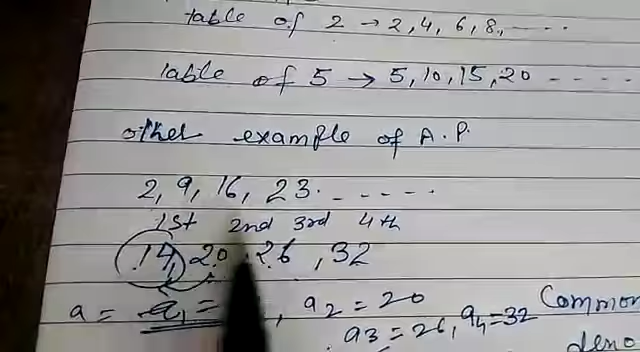 table of 2 → 2, 4, 6, 8, ----
table of 5 → 5, 10, 15, 20 -----
other example of A.P.
2, 9, 16, 23. -----
1st 2nd 3rd 4th
14, 20, 26, 32
a = a1 = , a2 = 20
a3 = 26, a4 = 32 Common